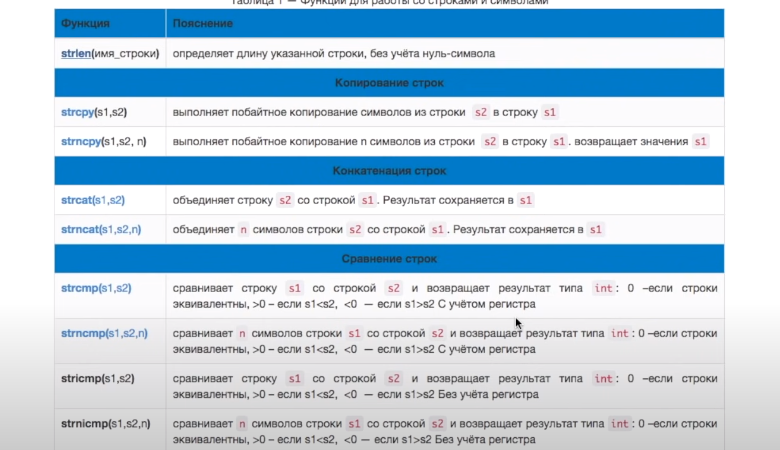 Таблица 1 — Функции для работы со строками и символами
Функция Пояснение
strlen(имя_строки) определяет длину указанной строки, без учёта нуль-символа
Копирование строк
strcpy(s1,s2) выполняет побайтное копирование символов из строки s2 в строку s1
strncpy(s1,s2, n) выполняет побайтное копирование n символов из строки s2 в строку s1. возвращает значения s1
Конкатенация строк
strcat(s1,s2) объединяет строку s2 со строкой s1. Результат сохраняется в s1
strncat(s1,s2,n) объединяет n символов строки s2 со строкой s1. Результат сохраняется в s1
Сравнение строк
strcmp(s1,s2) сравнивает строку s1 со строкой s2 и возвращает результат типа int: 0 –если строки
эквивалентны, >0 – если s1<s2, <0 — если s1>s2 С учётом регистра
strncmp(s1,s2,n) сравнивает n символов строки s1 со строкой s2 и возвращает результат типа int: 0 –если строки
эквивалентны, >0 – если s1<s2, <0 — если s1>s2 С учётом регистра
stricmp(s1,s2) сравнивает строку s1 со строкой s2 и возвращает результат типа int: 0 –если строки
эквивалентны, >0 – если s1<s2, <0 — если s1>s2 Без учёта регистра
strnicmp(s1,s2,n) сравнивает n символов строки s1 со строкой s2 и возвращает результат типа int: 0 –если строки
эквивалентны, >0 – если s1<s2, <0 — если s1>s2 Без учёта регистра